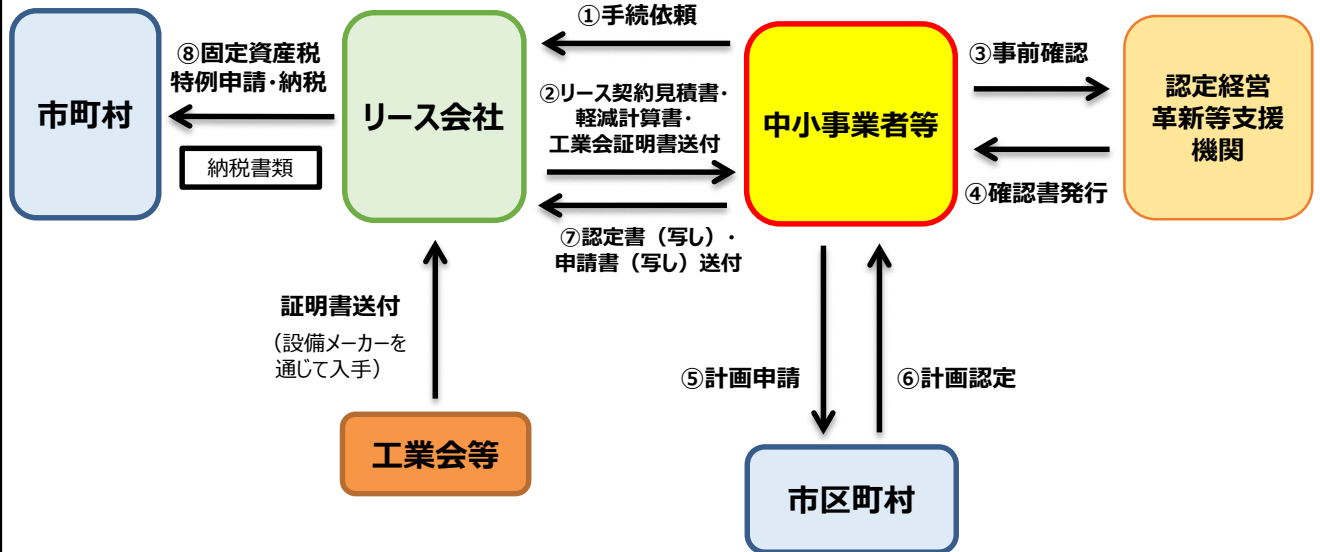 ①手続依頼
⑧固定資産税
特例申請・納税
市町村
納税書類
リース会社
②リース契約見積書・
軽減計算書・
工業会証明書送付
⑦認定書（写し）・
申請書（写し）送付
中小事業者等
③事前確認
④確認書発行
認定経営
革新等支援
機関
証明書送付
（設備メーカーを
通じて入手）
⑤計画申請
⑥計画認定
工業会等
市区町村